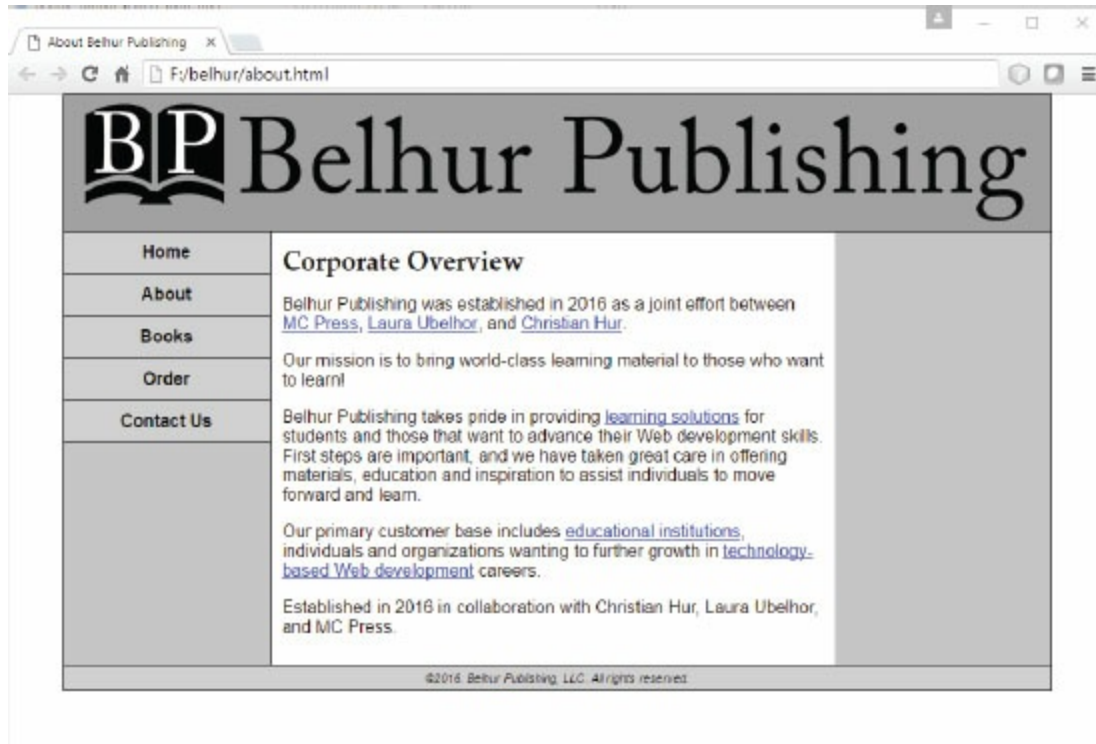 About Belhur Publishing
F:/belhur/about.html
BP Belhur Publishing
Home
About
Books
Order
Contact Us
Corporate Overview
Belhur Publishing was established in 2016 as a joint effort between
MC Press, Laura Ubelhor, and Christian Hur.
Our mission is to bring world-class learning material to those who want
to learn!
Belhur Publishing takes pride in providing learning solutions for
students and those that want to advance their Web development skills.
First steps are important, and we have taken great care in offering
materials, education and inspiration to assist individuals to move
forward and learn.
Our primary customer base includes educational institutions,
individuals and organizations wanting to further growth in technology-
based Web development careers.
Established in 2016 in collaboration with Christian Hur, Laura Ubelhor,
and MC Press.
©2016. Belhur Publishing, LLC. All rights reserved.